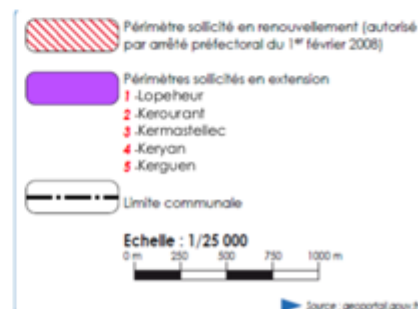 Périmètre sollicité en renouvellement (autorisé
par arrêté préfectoral du 1er février 2008)
Périmètres sollicités en extension
1 -Lopeheur
2 -Kerourant
3 -Kermastellec
4 -Keryan
5 -Kerguen
Limite communale
Echelle : 1/25 000
0 m 250 500 750 1000 m
Source : geoportail.gouv.fr